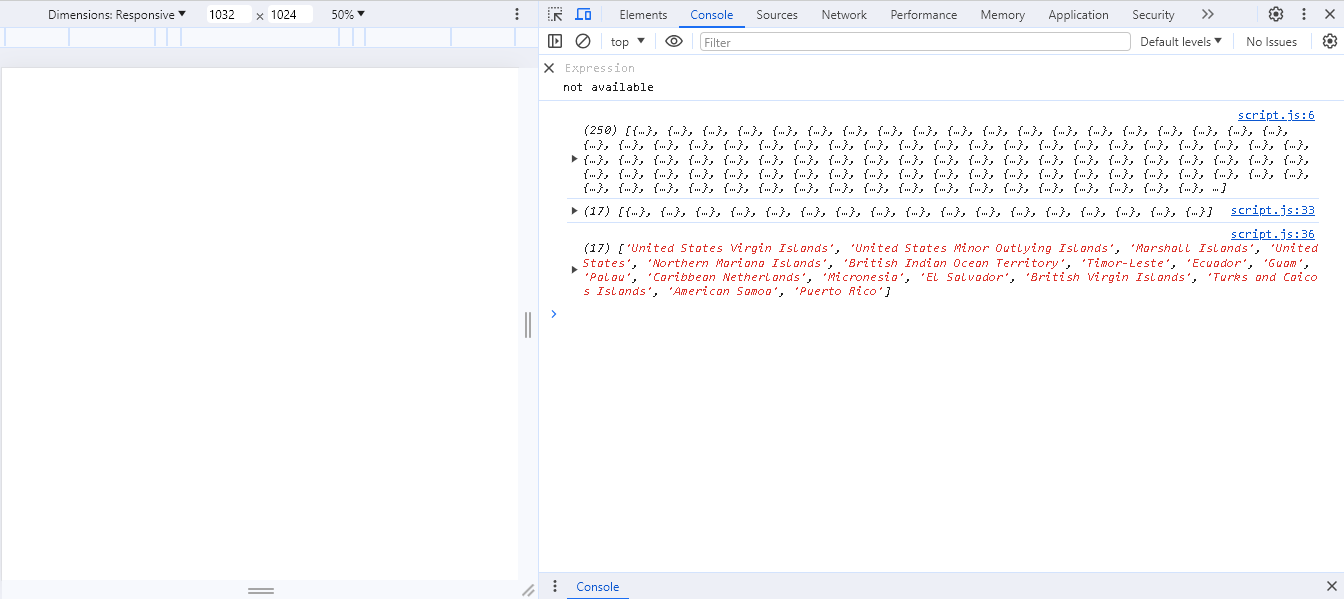 Dimensions: Responsive ▼ 1032 × 1024 50% ▼
Elements Console Sources Network Performance Memory Application Security
top ▼ Filter Default levels ▼ No Issues
Expression
not available
script.js:6
(250) [{…}, {…}, {…}, {…}, {…}, {…}, {…}, {…}, {…}, {…}, {…}, {…}, {…}, {…}, {…}, {…}, {…}, {…}, {…},
{…}, {…}, {…}, {…}, {…}, {…}, {…}, {…}, {…}, {…}, {…}, {…}, {…}, {…}, {…}, {…}, {…}, {…}, {…}, {…}, {…},
{…}, {…}, {…}, {…}, {…}, {…}, {…}, {…}, {…}, {…}, {…}, {…}, {…}, {…}, {…}, {…}, {…}, {…}, {…}, {…}, {…},
{…}, {…}, {…}, {…}, {…}, {…}, {…}, {…}, {…}, {…}, {…}, {…}, {…}, {…}, {…}, {…}, {…}, {…}, {…}, {…}, {…},
{…}, {…}, {…}, {…}, {…}, {…}, {…}, {…}, {…}, {…}, {…}, {…}, {…}, {…}, {…}, {…}, {…}, {…}, …]
(17) [{…}, {…}, {…}, {…}, {…}, {…}, {…}, {…}, {…}, {…}, {…}, {…}, {…}, {…}, {…}, {…}, {…}] script.js:33
script.js:36
(17) ['United States Virgin Islands', 'United States Minor Outlying Islands', 'Marshall Islands', 'United
States', 'Northern Mariana Islands', 'British Indian Ocean Territory', 'Timor-Leste', 'Ecuador', 'Guam',
'Palau', 'Caribbean Netherlands', 'Micronesia', 'El Salvador', 'British Virgin Islands', 'Turks and Caico
s Islands', 'American Samoa', 'Puerto Rico']
Console